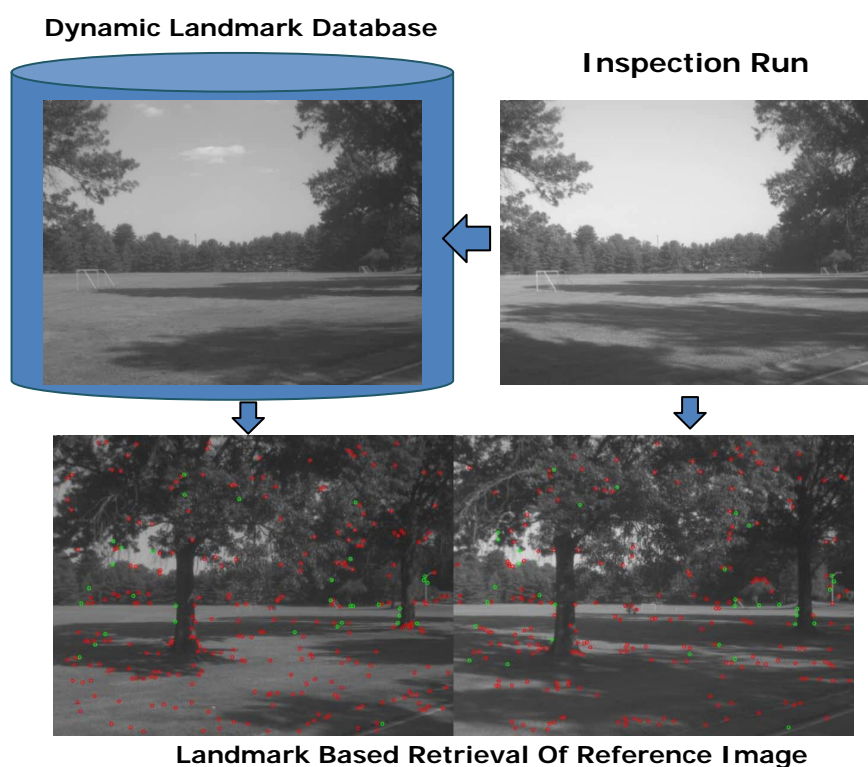 Dynamic Landmark Database
Inspection Run
Landmark Based Retrieval Of Reference Image